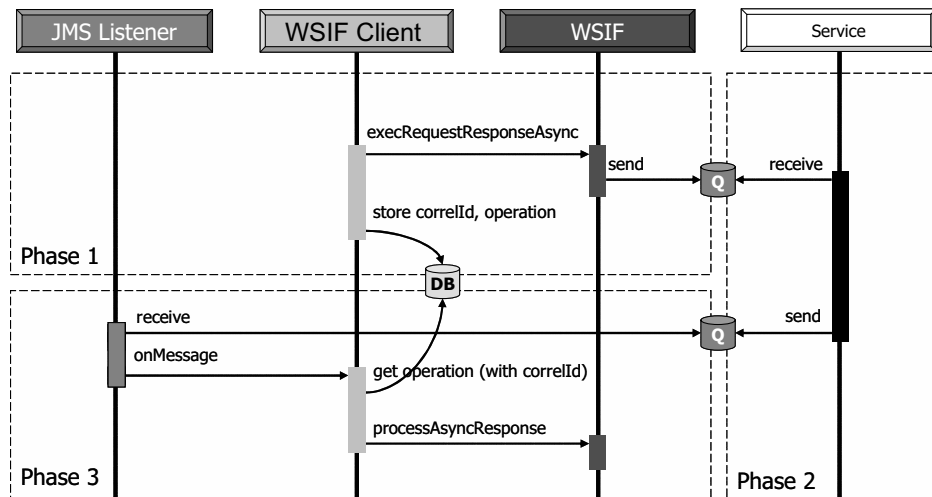 JMS Listener
WSIF Client
WSIF
Service
execRequestResponseAsync
send
receive
Q
store correlId, operation
Phase 1
DB
receive
send
Q
onMessage
get operation (with correlId)
processAsyncResponse
Phase 3
Phase 2